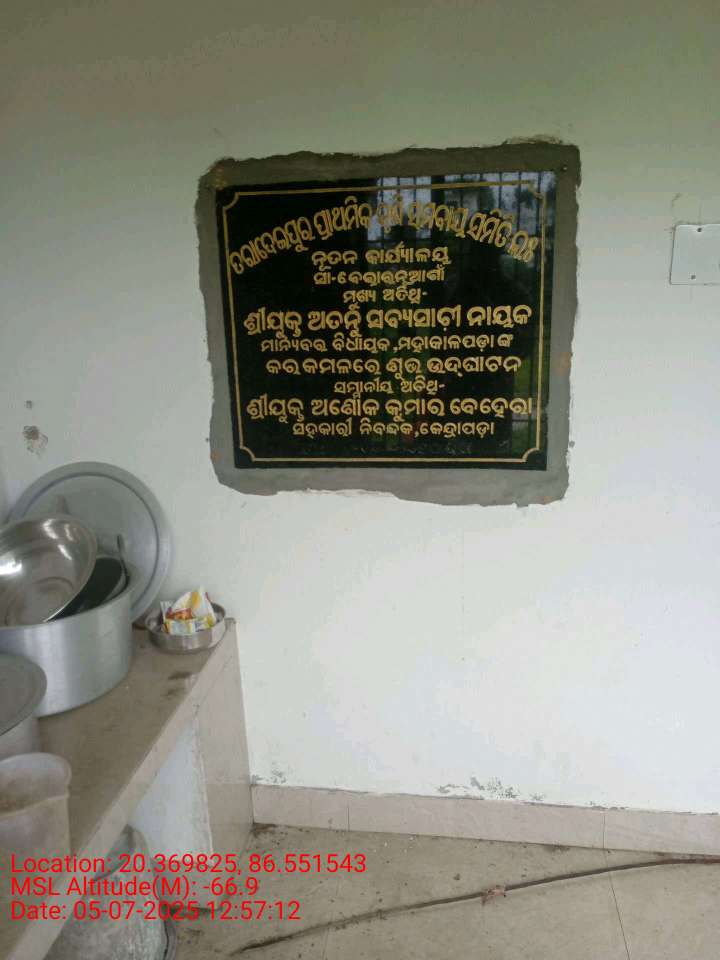 ତରାଦେଇପୁର ପ୍ରାଥମିକ କୃଷି ସମବାୟ ସମିତି ଲିଃ
ନୂତନ କାର୍ଯ୍ୟାଳୟ
ମୁଖ୍ୟ ଅତିଥି-
ଶ୍ରୀଯୁକ୍ତ ଅତନୁ ସବ୍ୟସାଚୀ ନାୟକ
ମାନ୍ୟବର ବିଧାୟକ,ମହାକାଳପଡ଼ା ଙ୍କ
କରକମଳରେ ଶୁଭ ଉଦ୍‌ଘାଟନ
ସମ୍ମାନୀୟ ଅତିଥି-
ଶ୍ରୀଯୁକ୍ତ ଅଶୋକ କୁମାର ବେହେରା
ସହକାରୀ ନିବନ୍ଧକ,କେନ୍ଦ୍ରାପଡ଼ା
Location: 20.369825, 86.551543
MSL Altitude(M): -66.9
Date: 05-07-2025 12:57:12